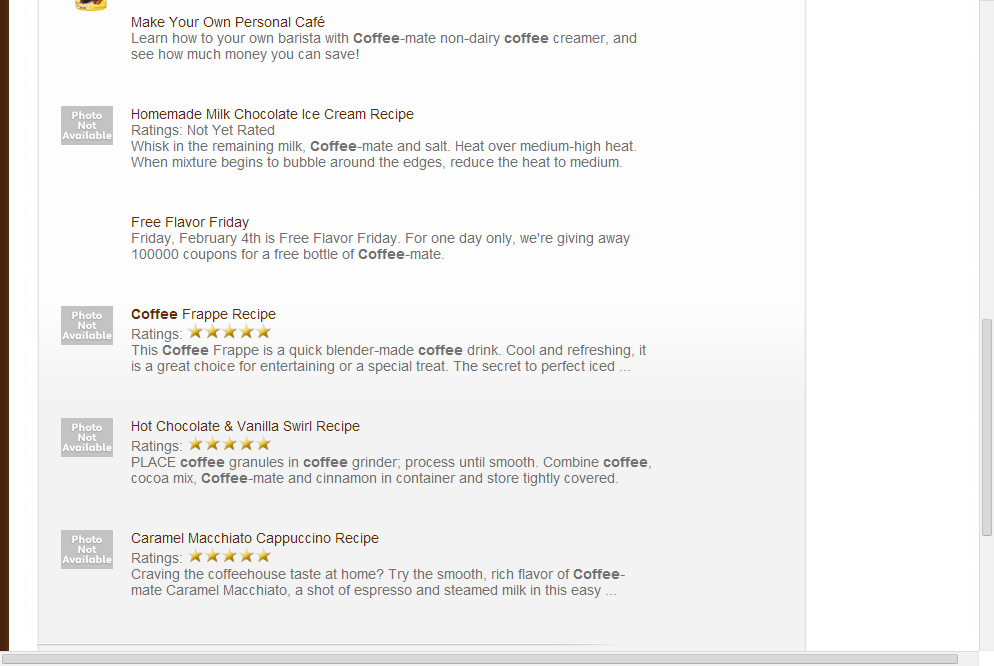 Make Your Own Personal Café
Learn how to your own barista with Coffee-mate non-dairy coffee creamer, and
see how much money you can save!
Photo
Not
Available
Homemade Milk Chocolate Ice Cream Recipe
Ratings: Not Yet Rated
Whisk in the remaining milk, Coffee-mate and salt. Heat over medium-high heat.
When mixture begins to bubble around the edges, reduce the heat to medium.
Free Flavor Friday
Friday, February 4th is Free Flavor Friday. For one day only, we're giving away
100000 coupons for a free bottle of Coffee-mate.
Photo
Not
Available
Coffee Frappe Recipe
Ratings:
This Coffee Frappe is a quick blender-made coffee drink. Cool and refreshing, it
is a great choice for entertaining or a special treat. The secret to perfect iced ...
Photo
Not
Available
Hot Chocolate & Vanilla Swirl Recipe
Ratings:
PLACE coffee granules in coffee grinder; process until smooth. Combine coffee,
cocoa mix, Coffee-mate and cinnamon in container and store tightly covered.
Photo
Not
Available
Caramel Macchiato Cappuccino Recipe
Ratings:
Craving the coffeehouse taste at home? Try the smooth, rich flavor of Coffee-
mate Caramel Macchiato, a shot of espresso and steamed milk in this easy ...